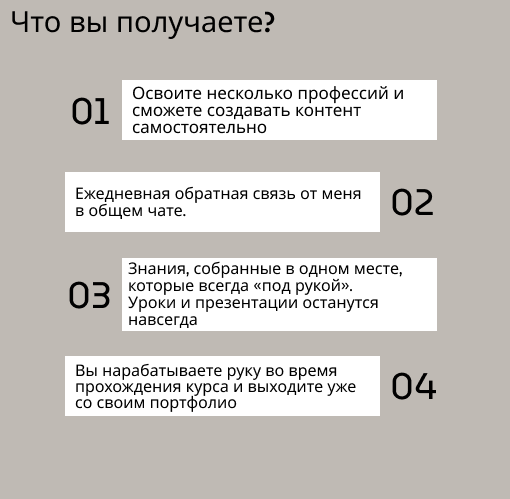 Что вы получаете?
01
Освоите несколько профессий и
сможете создавать контент
самостоятельно
Ежедневная обратная связь от меня
в общем чате.
02
03
Знания, собранные в одном месте,
которые всегда «под рукой».
Уроки и презентации останутся
навсегда
Вы нарабатываете руку во время
прохождения курса и выходите уже
со своим портфолио
04